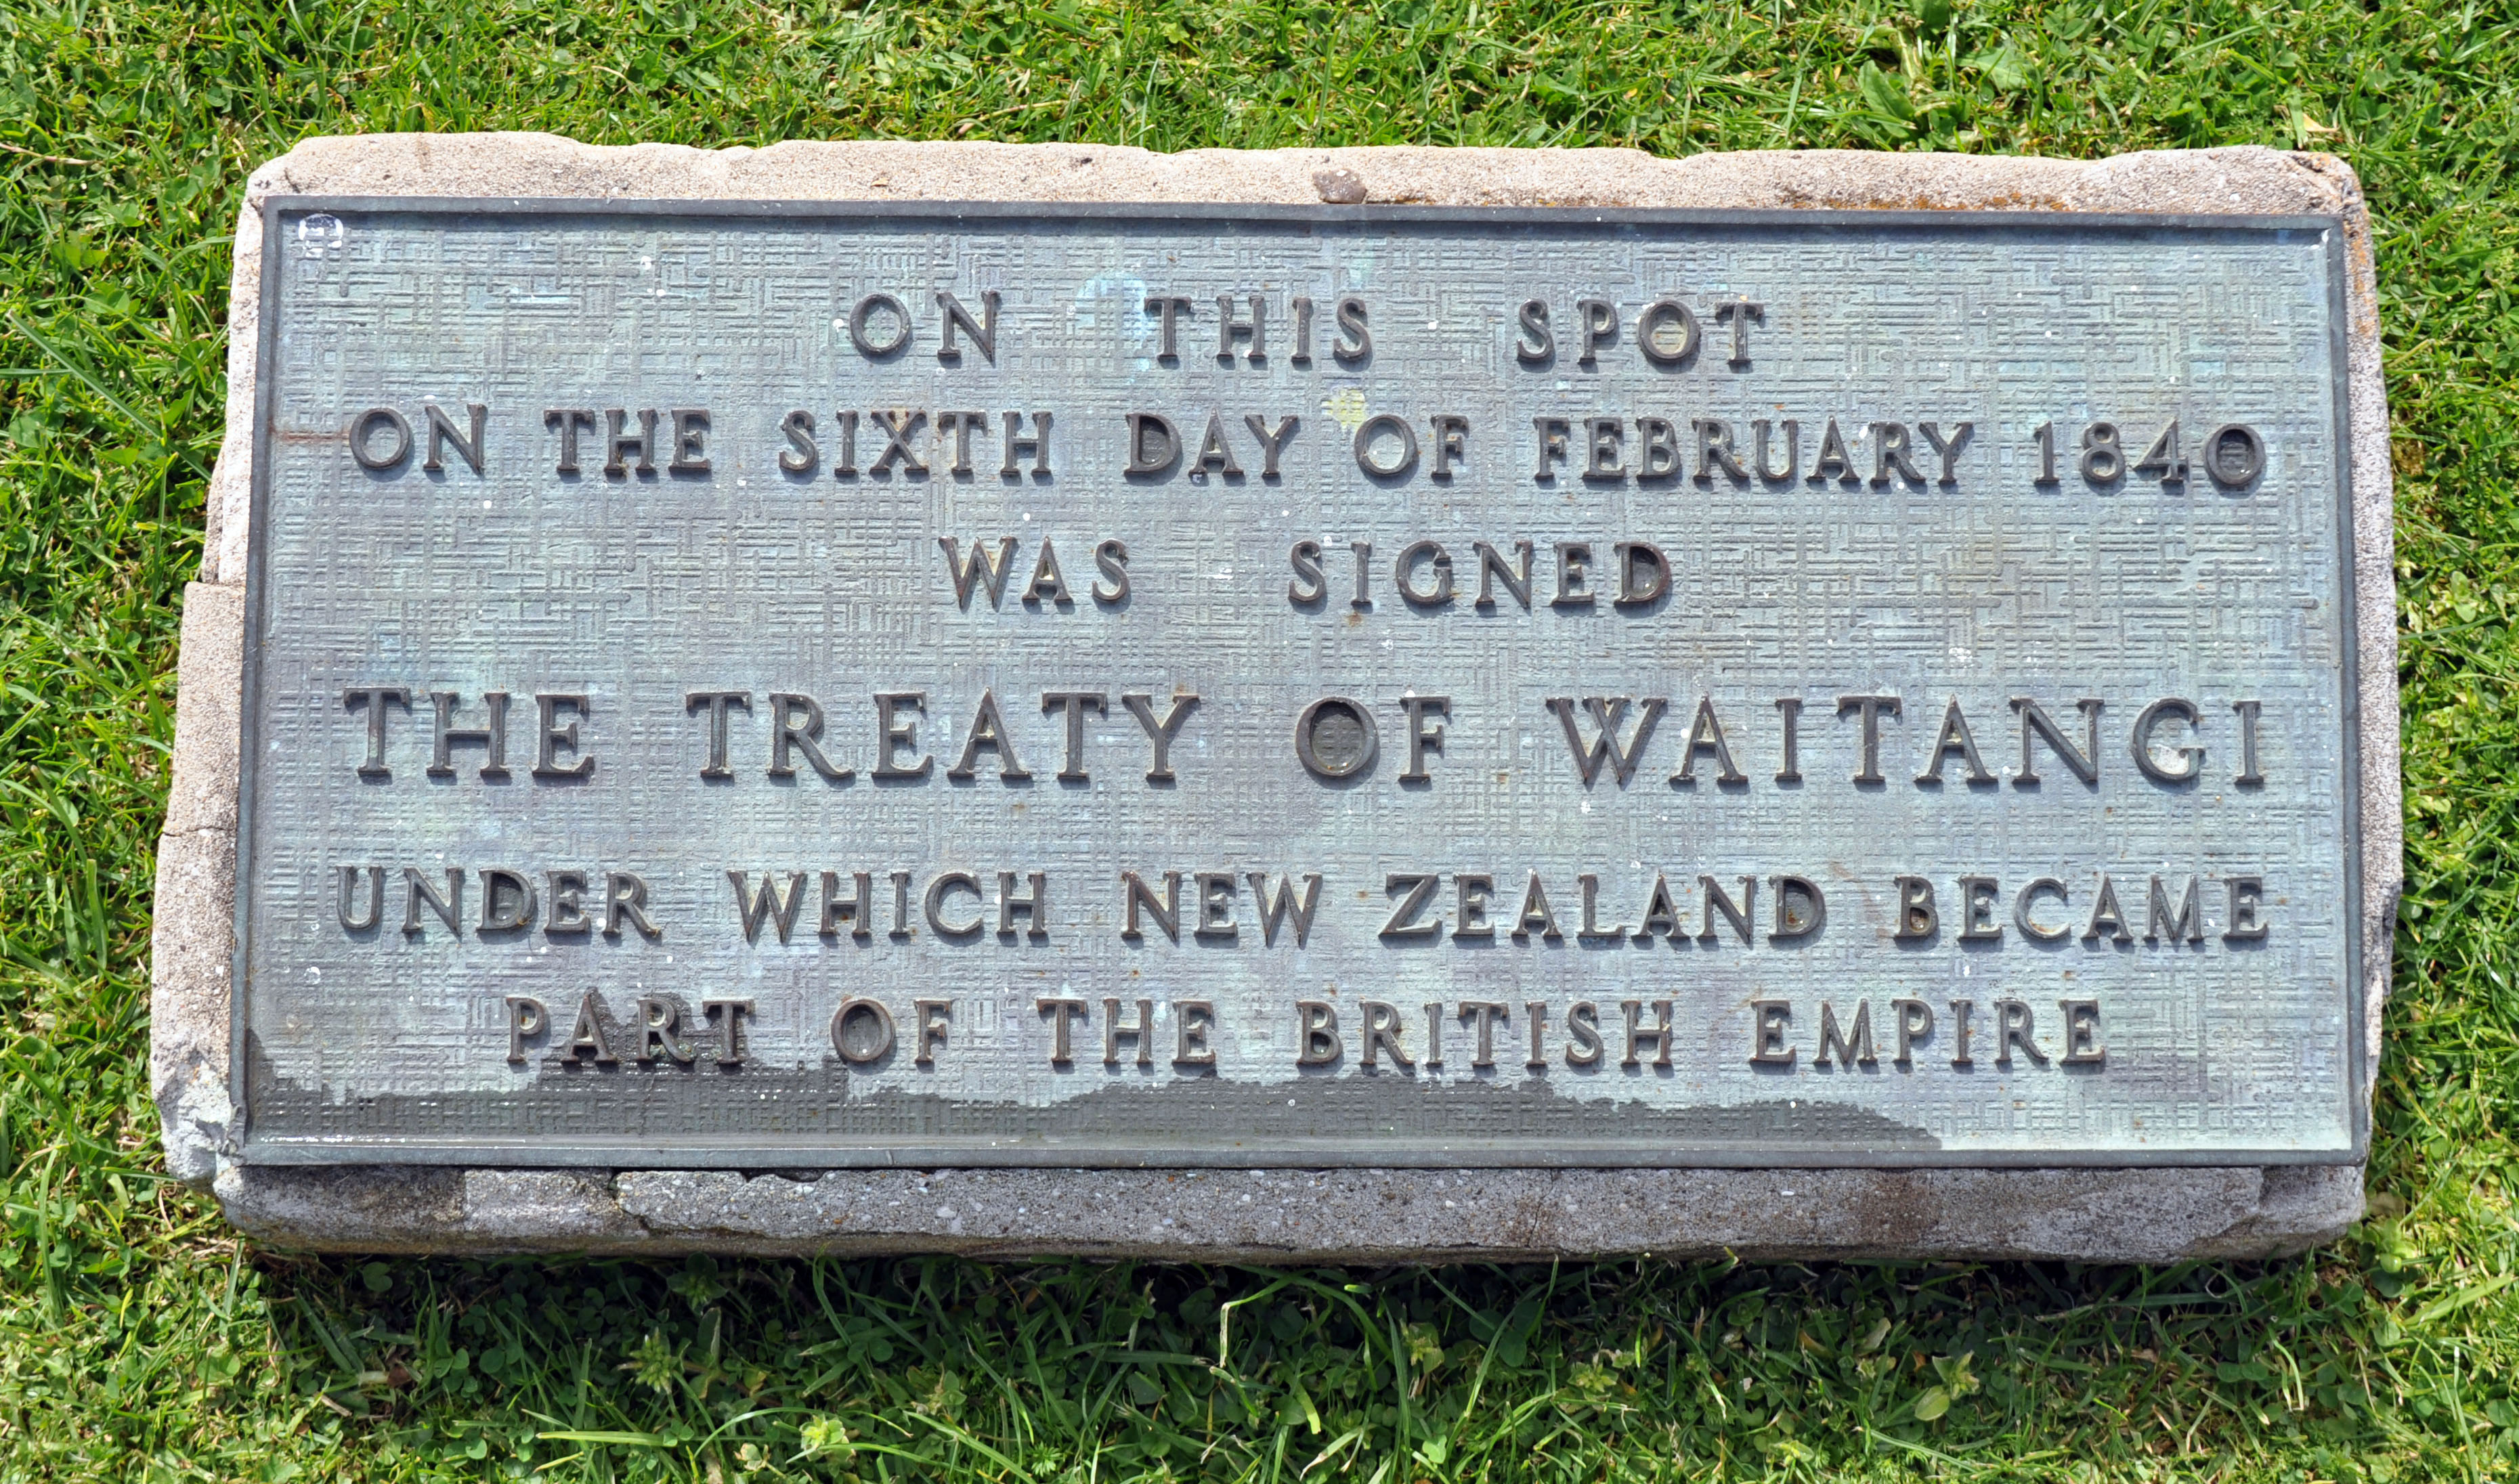 ON THIS SPOT
ON THE SIXTH DAY OF FEBRUARY 1840
WAS SIGNED
THE TREATY OF WAITANGI
UNDER WHICH NEW ZEALAND BECAME
PART OF THE BRITISH EMPIRE